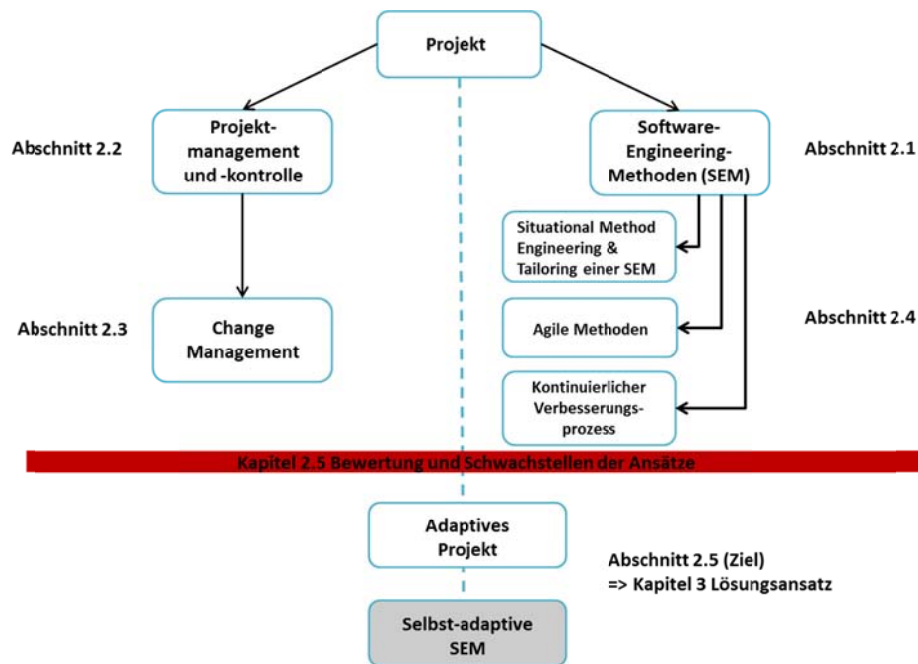 Projekt
Abschnitt 2.2
Projekt-
management
und -kontrolle
Software-
Engineering-
Methoden (SEM)
Abschnitt 2.1
Situational Method
Engineering &
Tailoring einer SEM
Abschnitt 2.3
Change
Management
Agile Methoden
Abschnitt 2.4
Kontinuierlicher
Verbesserungs-
prozess
Kapitel 2.5 Bewertung und Schwachstellen der Ansätze
Adaptives
Projekt
Abschnitt 2.5 (Ziel)
=> Kapitel 3 Lösungsansatz
Selbst-adaptive
SEM